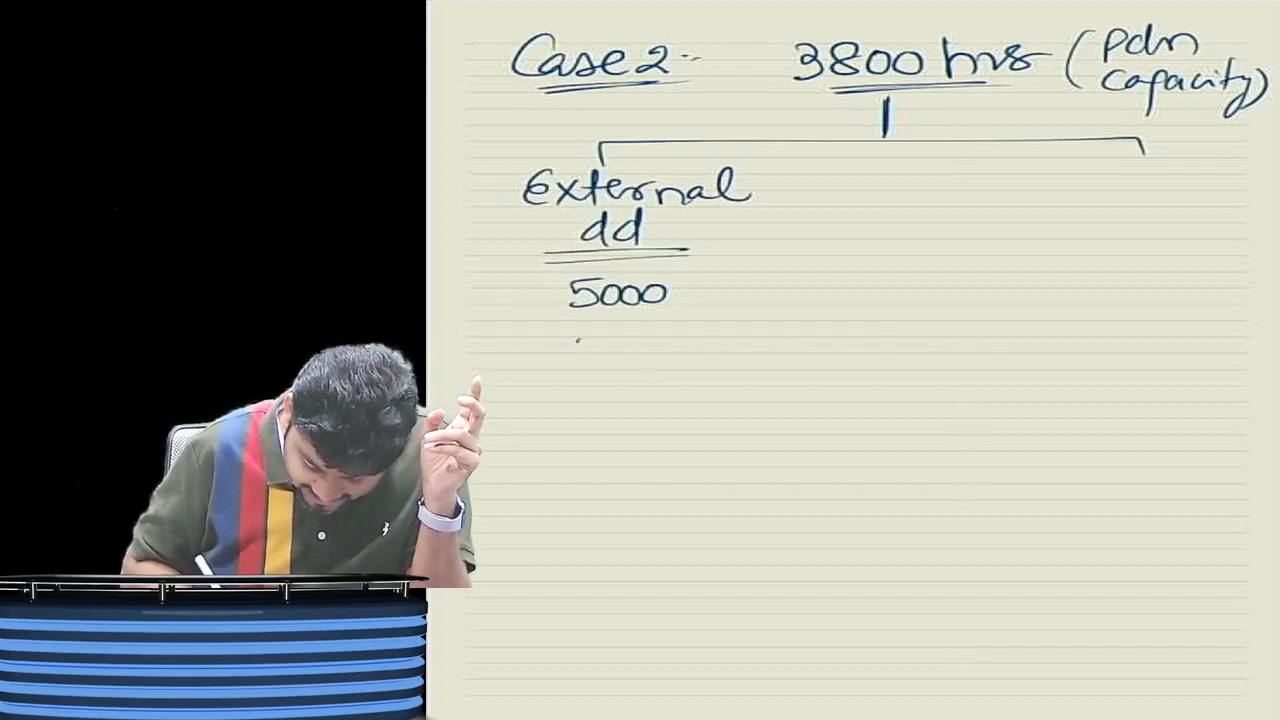 Case 2:- 3800 hrs (pdn
capacity)
External
dd
5000